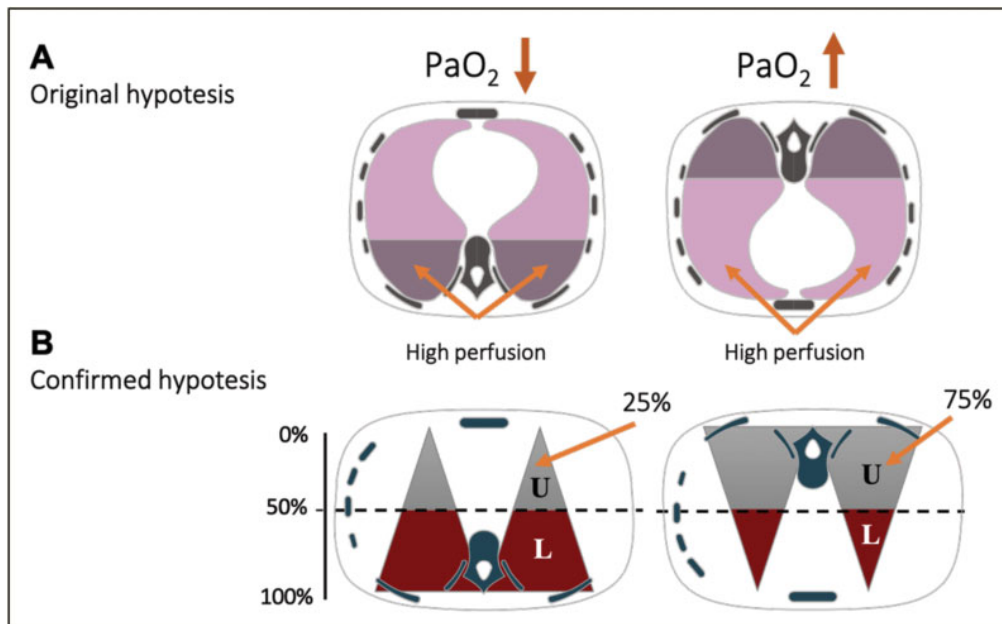 A
Original hypotesis
PaO₂
PaO₂
High perfusion
High perfusion
B
Confirmed hypotesis
0%
50%
100%
25%
U
L
75%
U
L